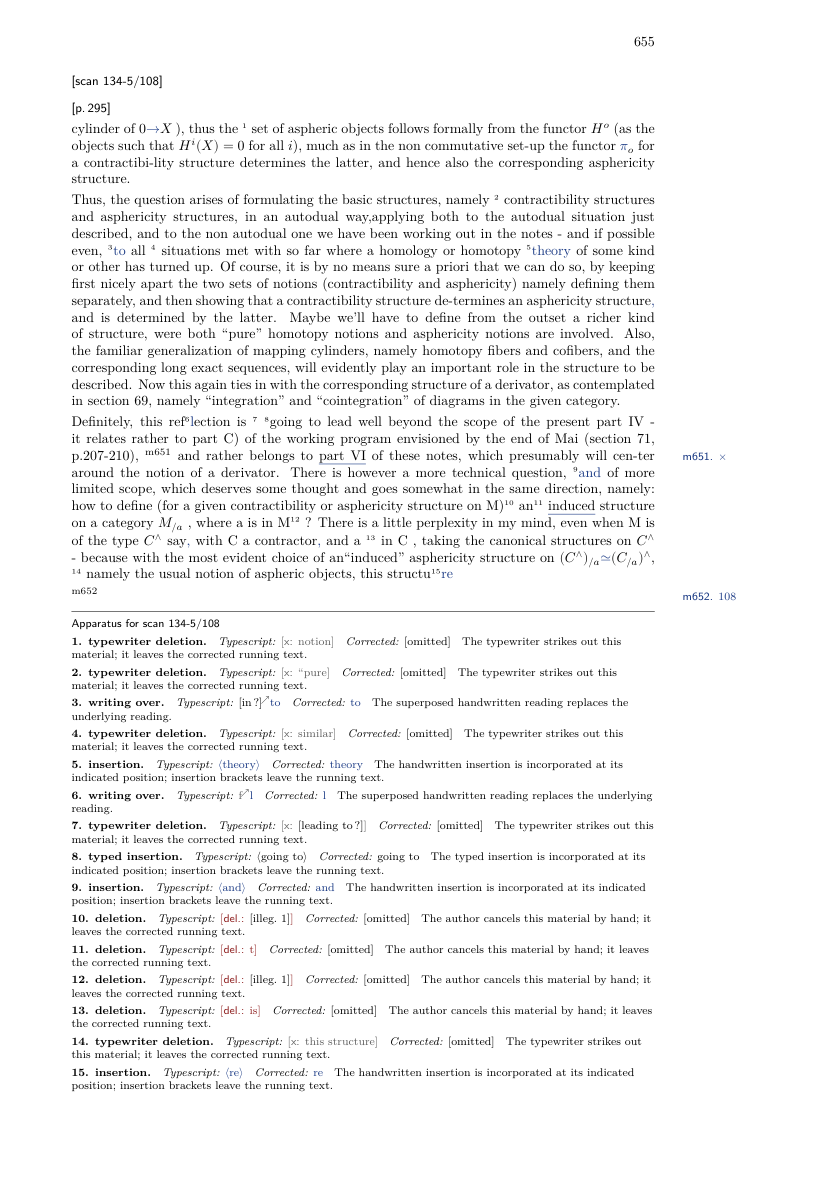 655
[scan 134-5/108]
[p. 295]
cylinder of 0→X ), thus the ¹ set of aspheric objects follows formally from the functor Hᵒ (as the
objects such that Hⁱ(X) = 0 for all i), much as in the non commutative set-up the functor πₒ for
a contractibi-lity structure determines the latter, and hence also the corresponding asphericity
structure.
Thus, the question arises of formulating the basic structures, namely ² contractibility structures
and asphericity structures, in an autodual way,applying both to the autodual situation just
described, and to the non autodual one we have been working out in the notes - and if possible
even, ³to all ⁴ situations met with so far where a homology or homotopy ⁵theory of some kind
or other has turned up. Of course, it is by no means sure a priori that we can do so, by keeping
first nicely apart the two sets of notions (contractibility and asphericity) namely defining them
separately, and then showing that a contractibility structure de-termines an asphericity structure,
and is determined by the latter. Maybe we'll have to define from the outset a richer kind
of structure, were both “pure” homotopy notions and asphericity notions are involved. Also,
the familiar generalization of mapping cylinders, namely homotopy fibers and cofibers, and the
corresponding long exact sequences, will evidently play an important role in the structure to be
described. Now this again ties in with the corresponding structure of a derivator, as contemplated
in section 69, namely “integration” and “cointegration” of diagrams in the given category.
Definitely, this ref⁶lection is ⁷ ⁸going to lead well beyond the scope of the present part IV -
it relates rather to part C) of the working program envisioned by the end of Mai (section 71,
p.207-210), m651 and rather belongs to part VI of these notes, which presumably will cen-ter
m651. ×
around the notion of a derivator. There is however a more technical question, ⁹and of more
limited scope, which deserves some thought and goes somewhat in the same direction, namely:
how to define (for a given contractibility or asphericity structure on M)¹⁰ an¹¹ induced structure
on a category M/a , where a is in M¹² ? There is a little perplexity in my mind, even when M is
of the type C^ say, with C a contractor, and a ¹³ in C , taking the canonical structures on C^
- because with the most evident choice of an“induced” asphericity structure on (C^)/a≃(C/a)^,
¹⁴ namely the usual notion of aspheric objects, this structu¹⁵re
m652
m652. 108
Apparatus for scan 134-5/108
1. typewriter deletion. Typescript: [x: notion] Corrected: [omitted] The typewriter strikes out this
material; it leaves the corrected running text.
2. typewriter deletion. Typescript: [x: “pure] Corrected: [omitted] The typewriter strikes out this
material; it leaves the corrected running text.
3. writing over. Typescript: [in ?]↗to Corrected: to The superposed handwritten reading replaces the
underlying reading.
4. typewriter deletion. Typescript: [x: similar] Corrected: [omitted] The typewriter strikes out this
material; it leaves the corrected running text.
5. insertion. Typescript: ⟨theory⟩ Corrected: theory The handwritten insertion is incorporated at its
indicated position; insertion brackets leave the running text.
6. writing over. Typescript: f↗l Corrected: l The superposed handwritten reading replaces the underlying
reading.
7. typewriter deletion. Typescript: [x: [leading to ?]] Corrected: [omitted] The typewriter strikes out this
material; it leaves the corrected running text.
8. typed insertion. Typescript: ⟨going to⟩ Corrected: going to The typed insertion is incorporated at its
indicated position; insertion brackets leave the running text.
9. insertion. Typescript: ⟨and⟩ Corrected: and The handwritten insertion is incorporated at its indicated
position; insertion brackets leave the running text.
10. deletion. Typescript: [del.: [illeg. 1]] Corrected: [omitted] The author cancels this material by hand; it
leaves the corrected running text.
11. deletion. Typescript: [del.: t] Corrected: [omitted] The author cancels this material by hand; it leaves
the corrected running text.
12. deletion. Typescript: [del.: [illeg. 1]] Corrected: [omitted] The author cancels this material by hand; it
leaves the corrected running text.
13. deletion. Typescript: [del.: is] Corrected: [omitted] The author cancels this material by hand; it leaves
the corrected running text.
14. typewriter deletion. Typescript: [x: this structure] Corrected: [omitted] The typewriter strikes out
this material; it leaves the corrected running text.
15. insertion. Typescript: ⟨re⟩ Corrected: re The handwritten insertion is incorporated at its indicated
position; insertion brackets leave the running text.